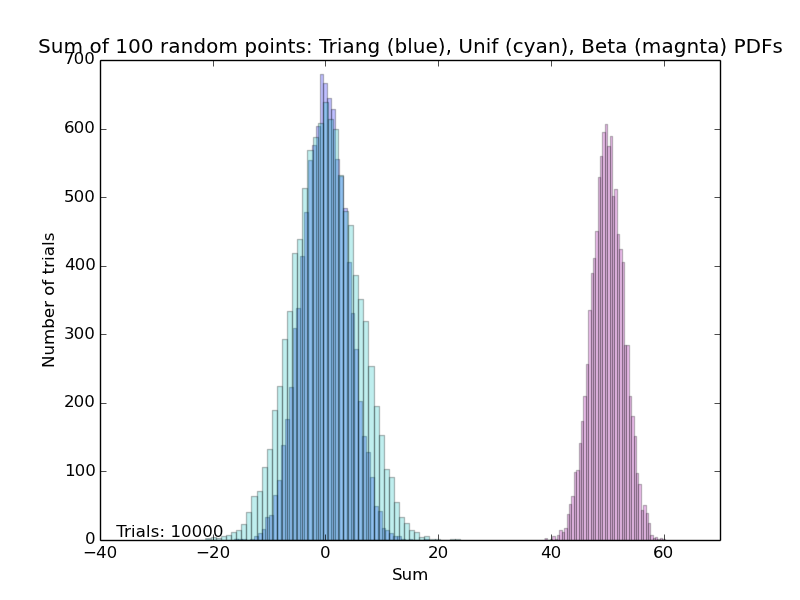 Sum of 100 random points: Triang (blue), Unif (cyan), Beta (magnta) PDFs
700
600
500
400
300
200
100
0
Number of trials
Trials: 10000
−40 −20 0 20 40 60
Sum